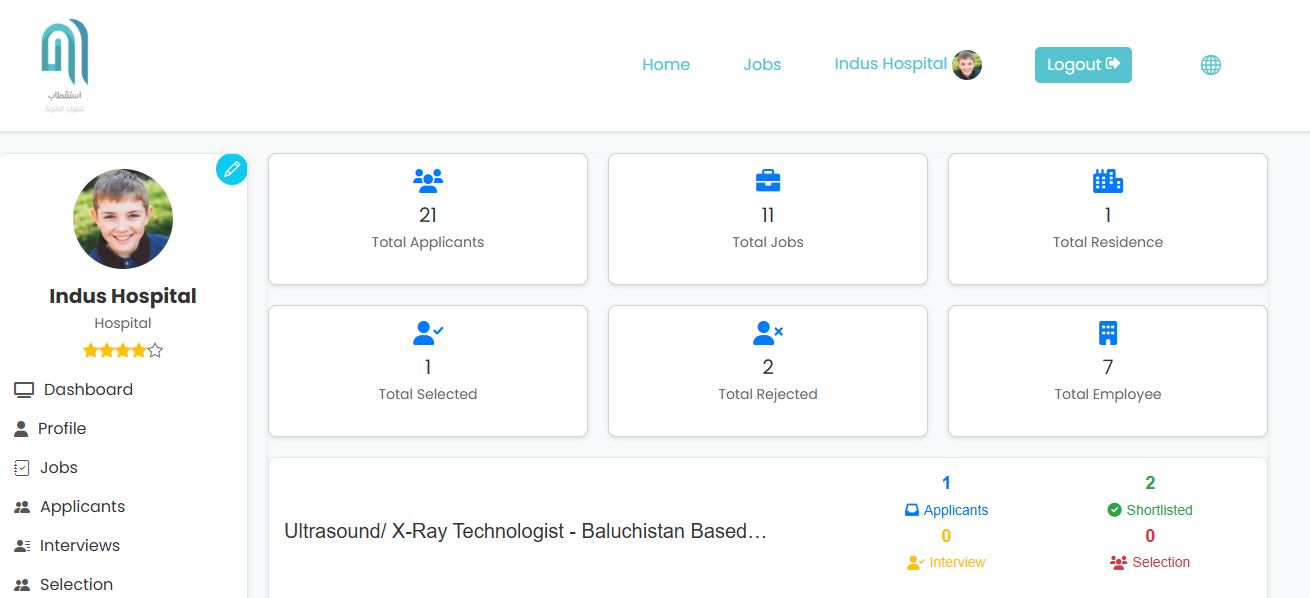 استقطاب
للموارد البشرية
Home
Jobs
Indus Hospital
Logout
Indus Hospital
Hospital
Dashboard
Profile
Jobs
Applicants
Interviews
Selection
21
Total Applicants
11
Total Jobs
1
Total Residence
1
Total Selected
2
Total Rejected
7
Total Employee
Ultrasound/ X-Ray Technologist - Baluchistan Based…
1
Applicants
2
Shortlisted
0
Interview
0
Selection